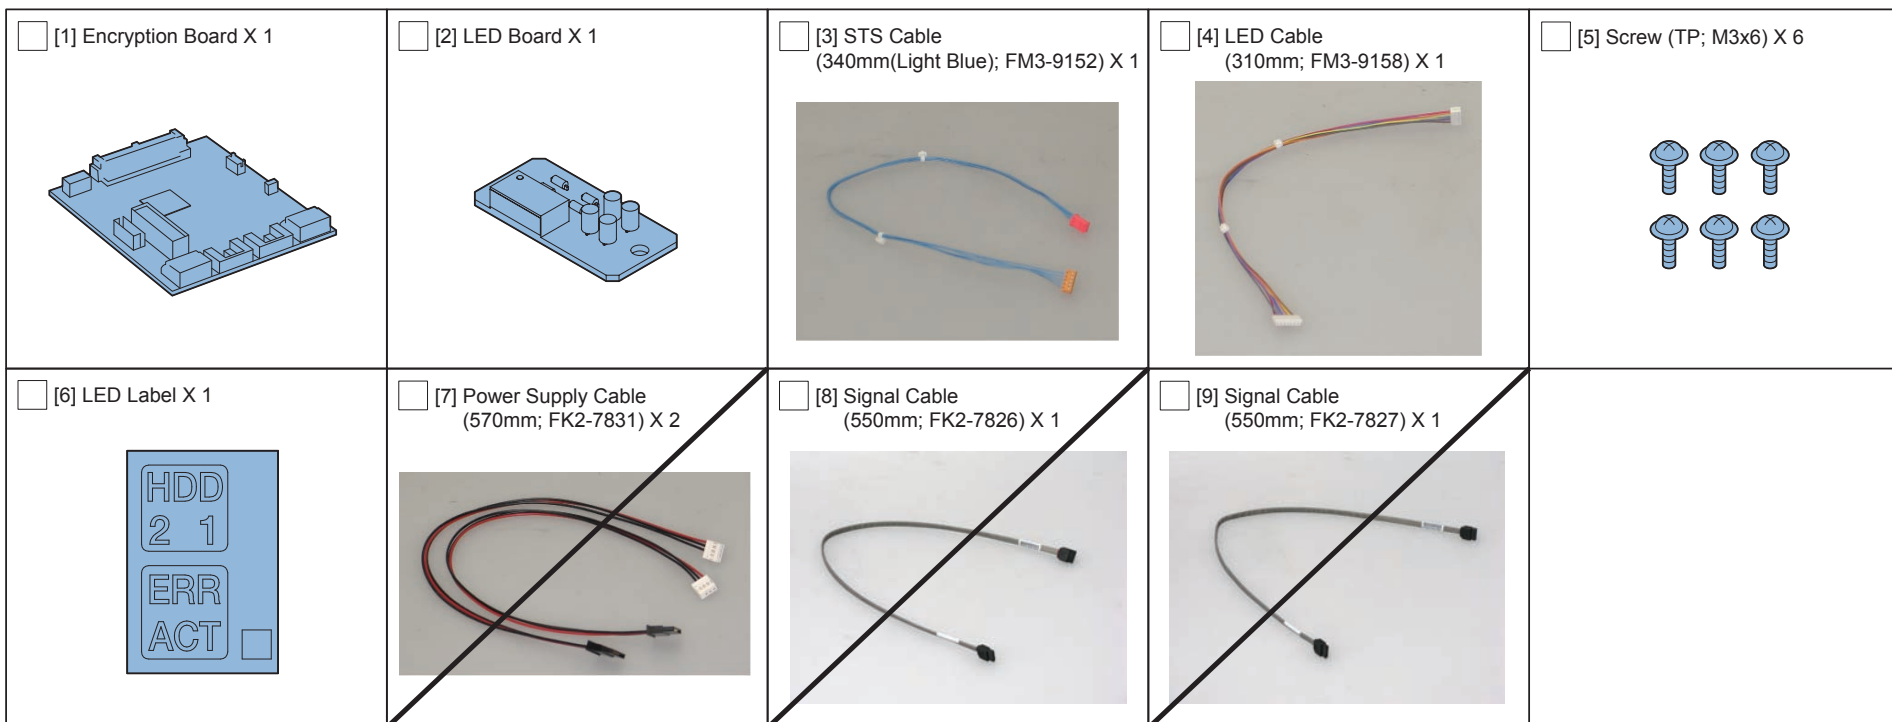 [1] Encryption Board X 1
[2] LED Board X 1
[3] STS Cable
(340mm(Light Blue); FM3-9152) X 1
[4] LED Cable
(310mm; FM3-9158) X 1
[5] Screw (TP; M3x6) X 6
[6] LED Label X 1
HDD
2 1
ERR
ACT
[7] Power Supply Cable
(570mm; FK2-7831) X 2
[8] Signal Cable
(550mm; FK2-7826) X 1
[9] Signal Cable
(550mm; FK2-7827) X 1